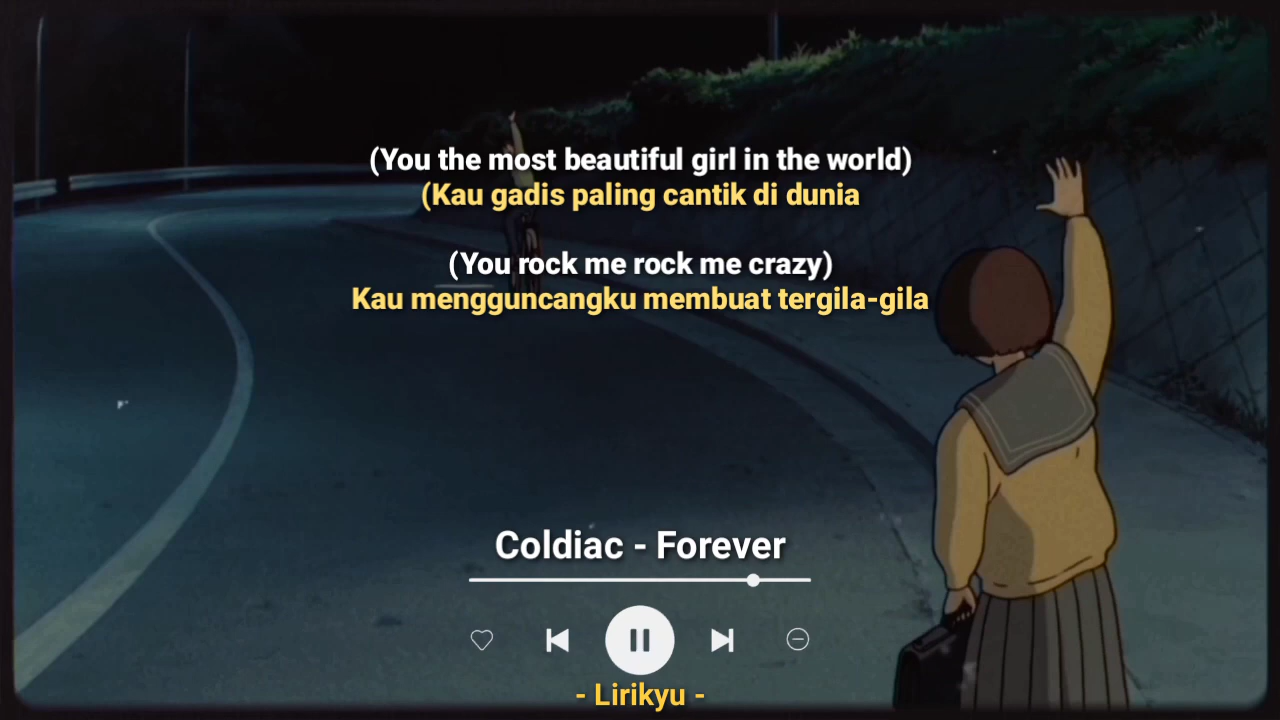 (You the most beautiful girl in the world)
(Kau gadis paling cantik di dunia
(You rock me rock me crazy)
Kau mengguncangku membuat tergila-gila
Coldiac - Forever
- Lirikyu -